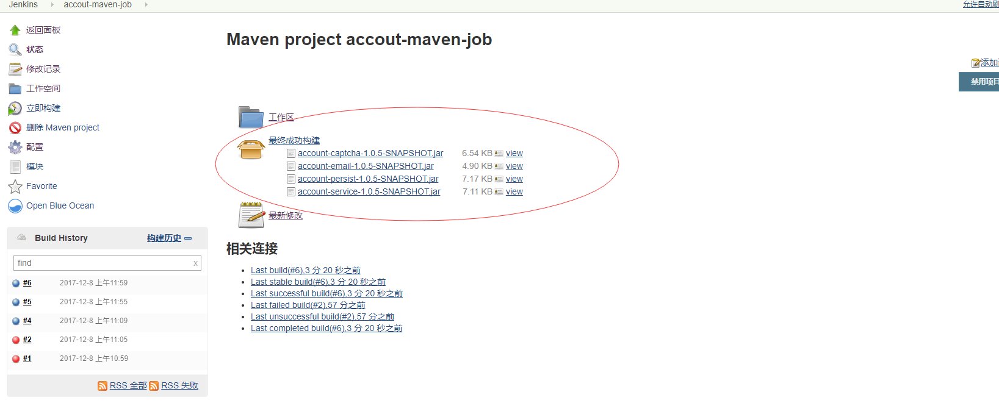 Jenkins accout-maven-job 允许自动刷
返回面板
状态
修改记录
工作空间
立即构建
删除 Maven project
配置
模块
Favorite
Open Blue Ocean
Build History 构建历史
find x
#6 2017-12-8 上午11:59
#5 2017-12-8 上午11:55
#4 2017-12-8 上午11:09
#2 2017-12-8 上午11:05
#1 2017-12-8 上午10:59
RSS 全部 RSS 失败
Maven project accout-maven-job
添加
禁用项目
工作区
最终成功构建
account-captcha-1.0.5-SNAPSHOT.jar 6.54 KB view
account-email-1.0.5-SNAPSHOT.jar 4.90 KB view
account-persist-1.0.5-SNAPSHOT.jar 7.17 KB view
account-service-1.0.5-SNAPSHOT.jar 7.11 KB view
最新修改
相关连接
Last build(#6),3 分 20 秒之前
Last stable build(#6),3 分 20 秒之前
Last successful build(#6),3 分 20 秒之前
Last failed build(#2),57 分之前
Last unsuccessful build(#2),57 分之前
Last completed build(#6),3 分 20 秒之前